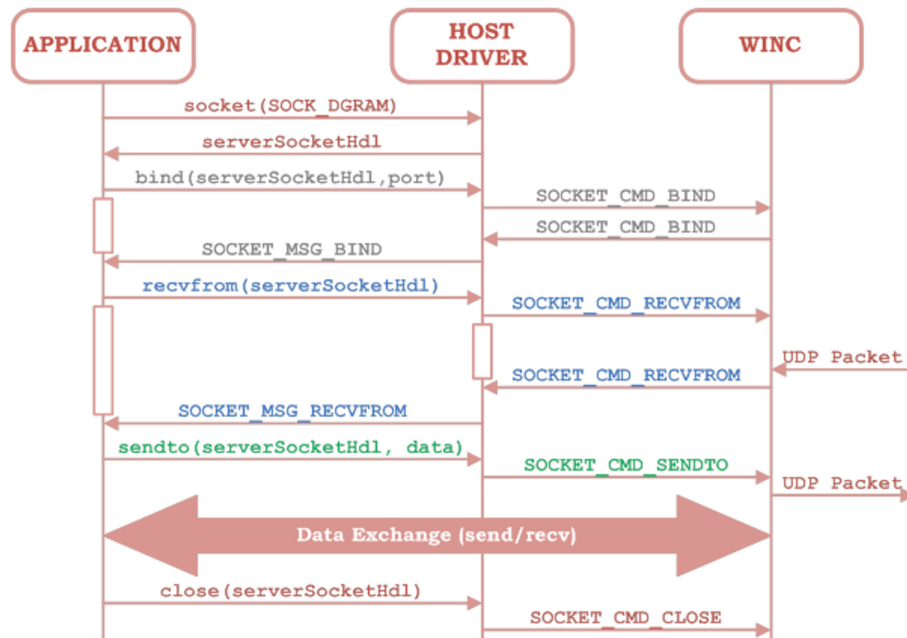 APPLICATION
HOST
DRIVER
WINC
socket(SOCK_DGRAM)
serverSocketHdl
bind(serverSocketHdl,port)
SOCKET_CMD_BIND
SOCKET_CMD_BIND
SOCKET_MSG_BIND
recvfrom(serverSocketHdl)
SOCKET_CMD_RECVFROM
UDP Packet
SOCKET_CMD_RECVFROM
SOCKET_MSG_RECVFROM
sendto(serverSocketHdl, data)
SOCKET_CMD_SENDTO
UDP Packet
Data Exchange (send/recv)
close(serverSocketHdl)
SOCKET_CMD_CLOSE